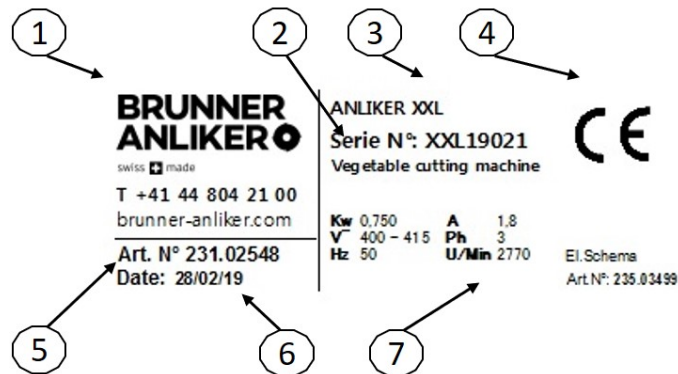 1
2
3
4
BRUNNER
ANLIKER
swiss made
T +41 44 804 21 00
brunner-anliker.com
Art. N° 231.02548
Date: 28/02/19
ANLIKER XXL
Serie N°: XXL19021
Vegetable cutting machine
Kw 0,750 A 1,8
V~ 400 – 415 Ph 3
Hz 50 U/Min 2770
CE
El.Schema
Art.N°: 235.03499
5
6
7